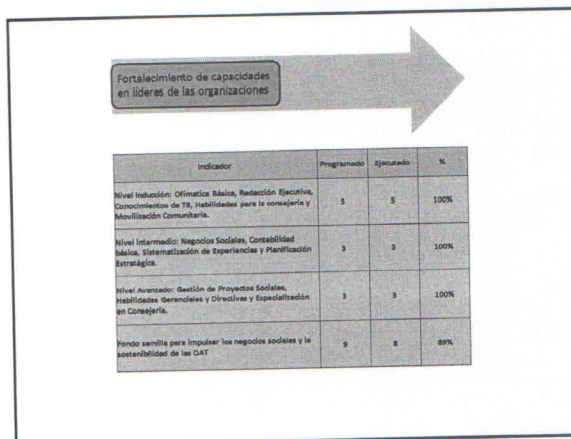 Fortalecimiento de capacidades
en líderes de las organizaciones
Indicador Programado Ejecutado %
Nivel Inducción: Ofimatica Básica, Redacción Ejecutiva,
Conocimientos de TB, Habilidades para la consejería y
Movilización Comunitaria.
5 5 100%
Nivel Intermedio: Negocios Sociales, Contabilidad
básica, Sistematización de Experiencias y Planificación
Estratégica.
3 3 100%
Nivel Avanzado: Gestión de Proyectos Sociales,
Habilidades Gerenciales y Directivas y Especialización
en Consejería.
3 3 100%
Fondo semilla para impulsar los negocios sociales y la
sostenibilidad de las OAT
9 8 89%